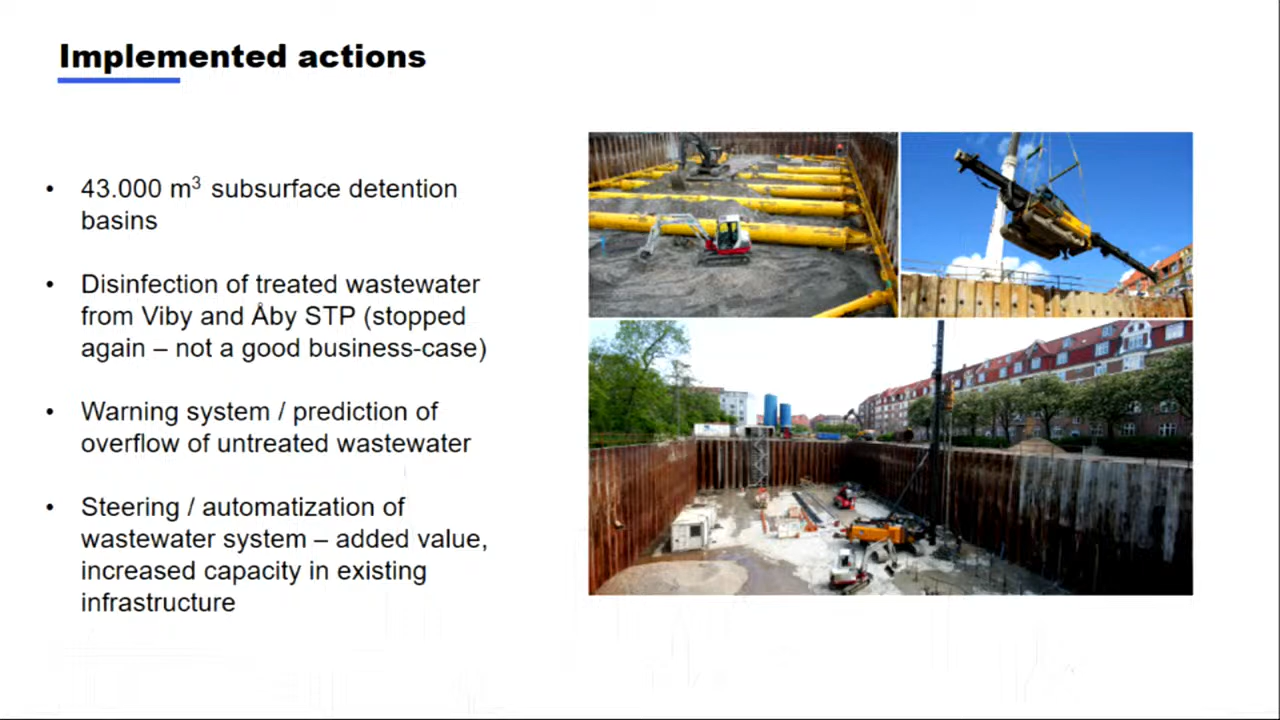 Implemented actions
• 43.000 m³ subsurface detention
basins
• Disinfection of treated wastewater
from Viby and Åby STP (stopped
again – not a good business-case)
• Warning system / prediction of
overflow of untreated wastewater
• Steering / automatization of
wastewater system – added value,
increased capacity in existing
infrastructure